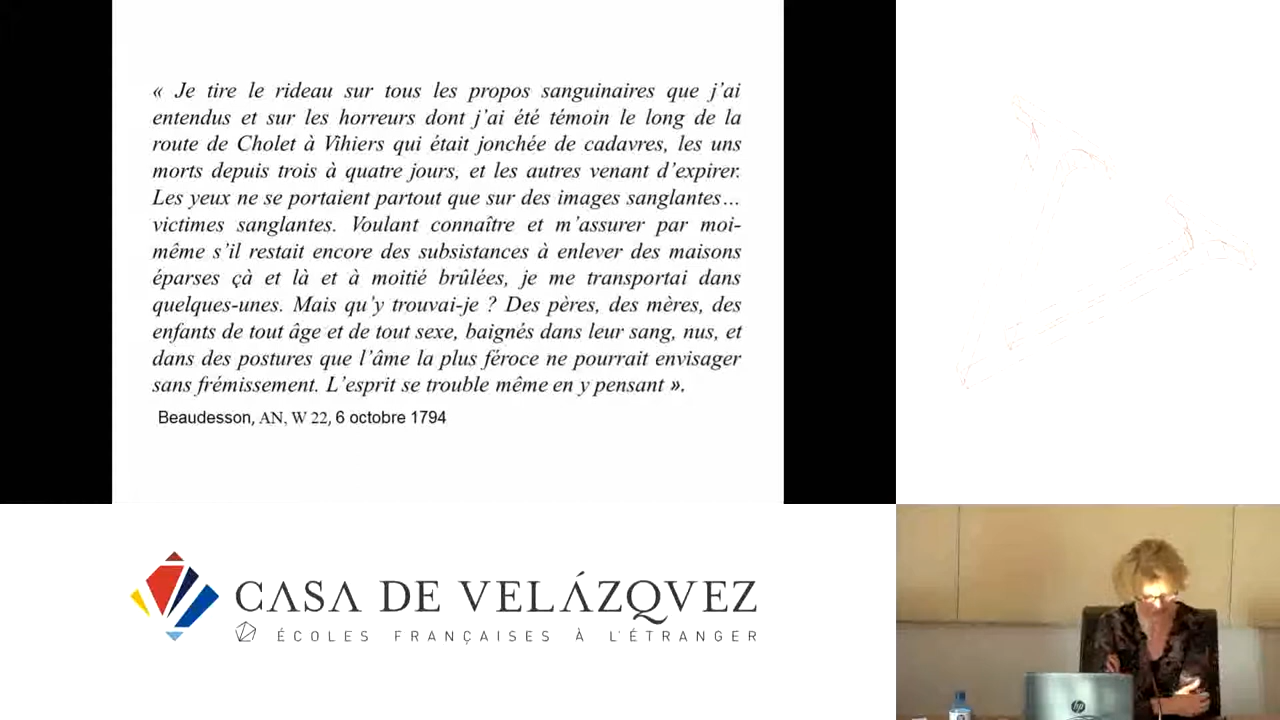 « Je tire le rideau sur tous les propos sanguinaires que j'ai
entendus et sur les horreurs dont j'ai été témoin le long de la
route de Cholet à Vihiers qui était jonchée de cadavres, les uns
morts depuis trois à quatre jours, et les autres venant d'expirer.
Les yeux ne se portaient partout que sur des images sanglantes…
victimes sanglantes. Voulant connaître et m'assurer par moi-
même s'il restait encore des subsistances à enlever des maisons
éparses çà et là et à moitié brûlées, je me transportai dans
quelques-unes. Mais qu'y trouvai-je ? Des pères, des mères, des
enfants de tout âge et de tout sexe, baignés dans leur sang, nus, et
dans des postures que l'âme la plus féroce ne pourrait envisager
sans frémissement. L'esprit se trouble même en y pensant ».
Beaudesson, AN, W 22, 6 octobre 1794
CASA DE VELÁZQVEZ
ÉCOLES FRANÇAISES À L'ÉTRANGER
hp